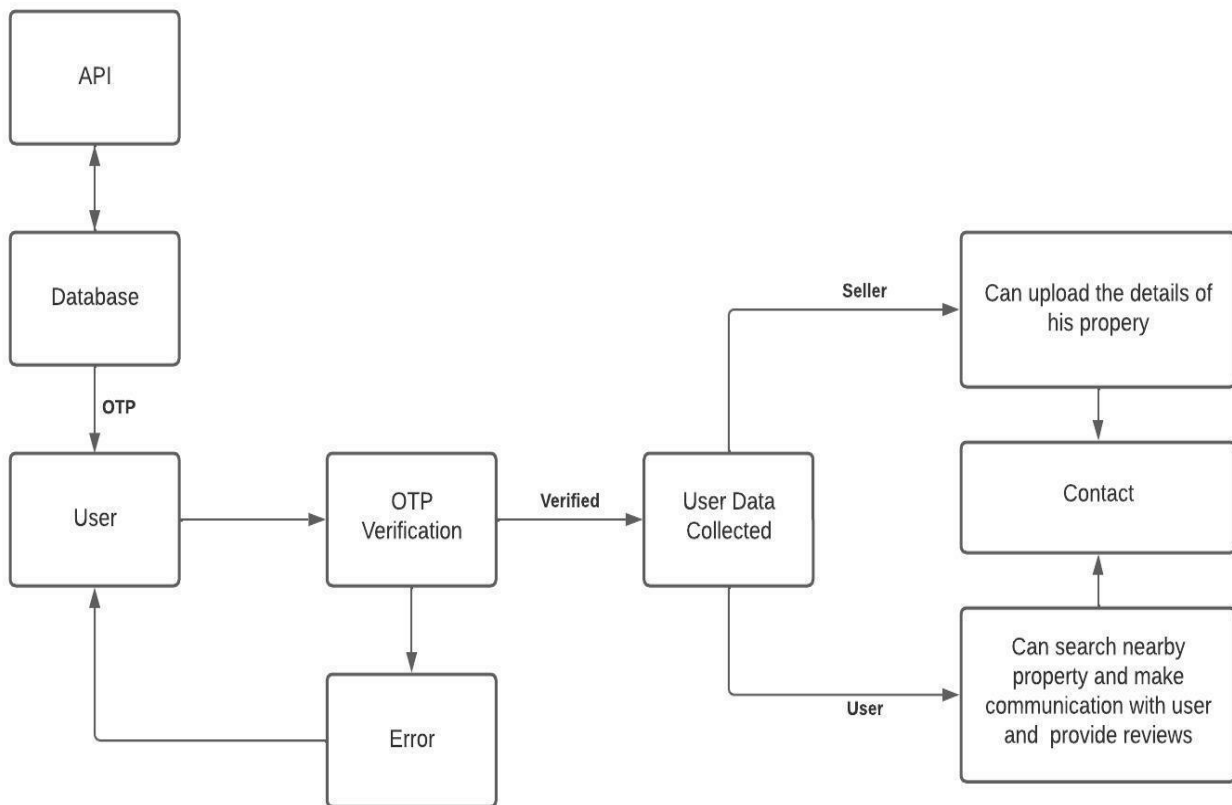 API
Database
OTP
User
OTP
Verification
Verified
User Data
Collected
Error
Seller
Can upload the details of
his propery
Contact
User
Can search nearby
property and make
communication with user
and provide reviews